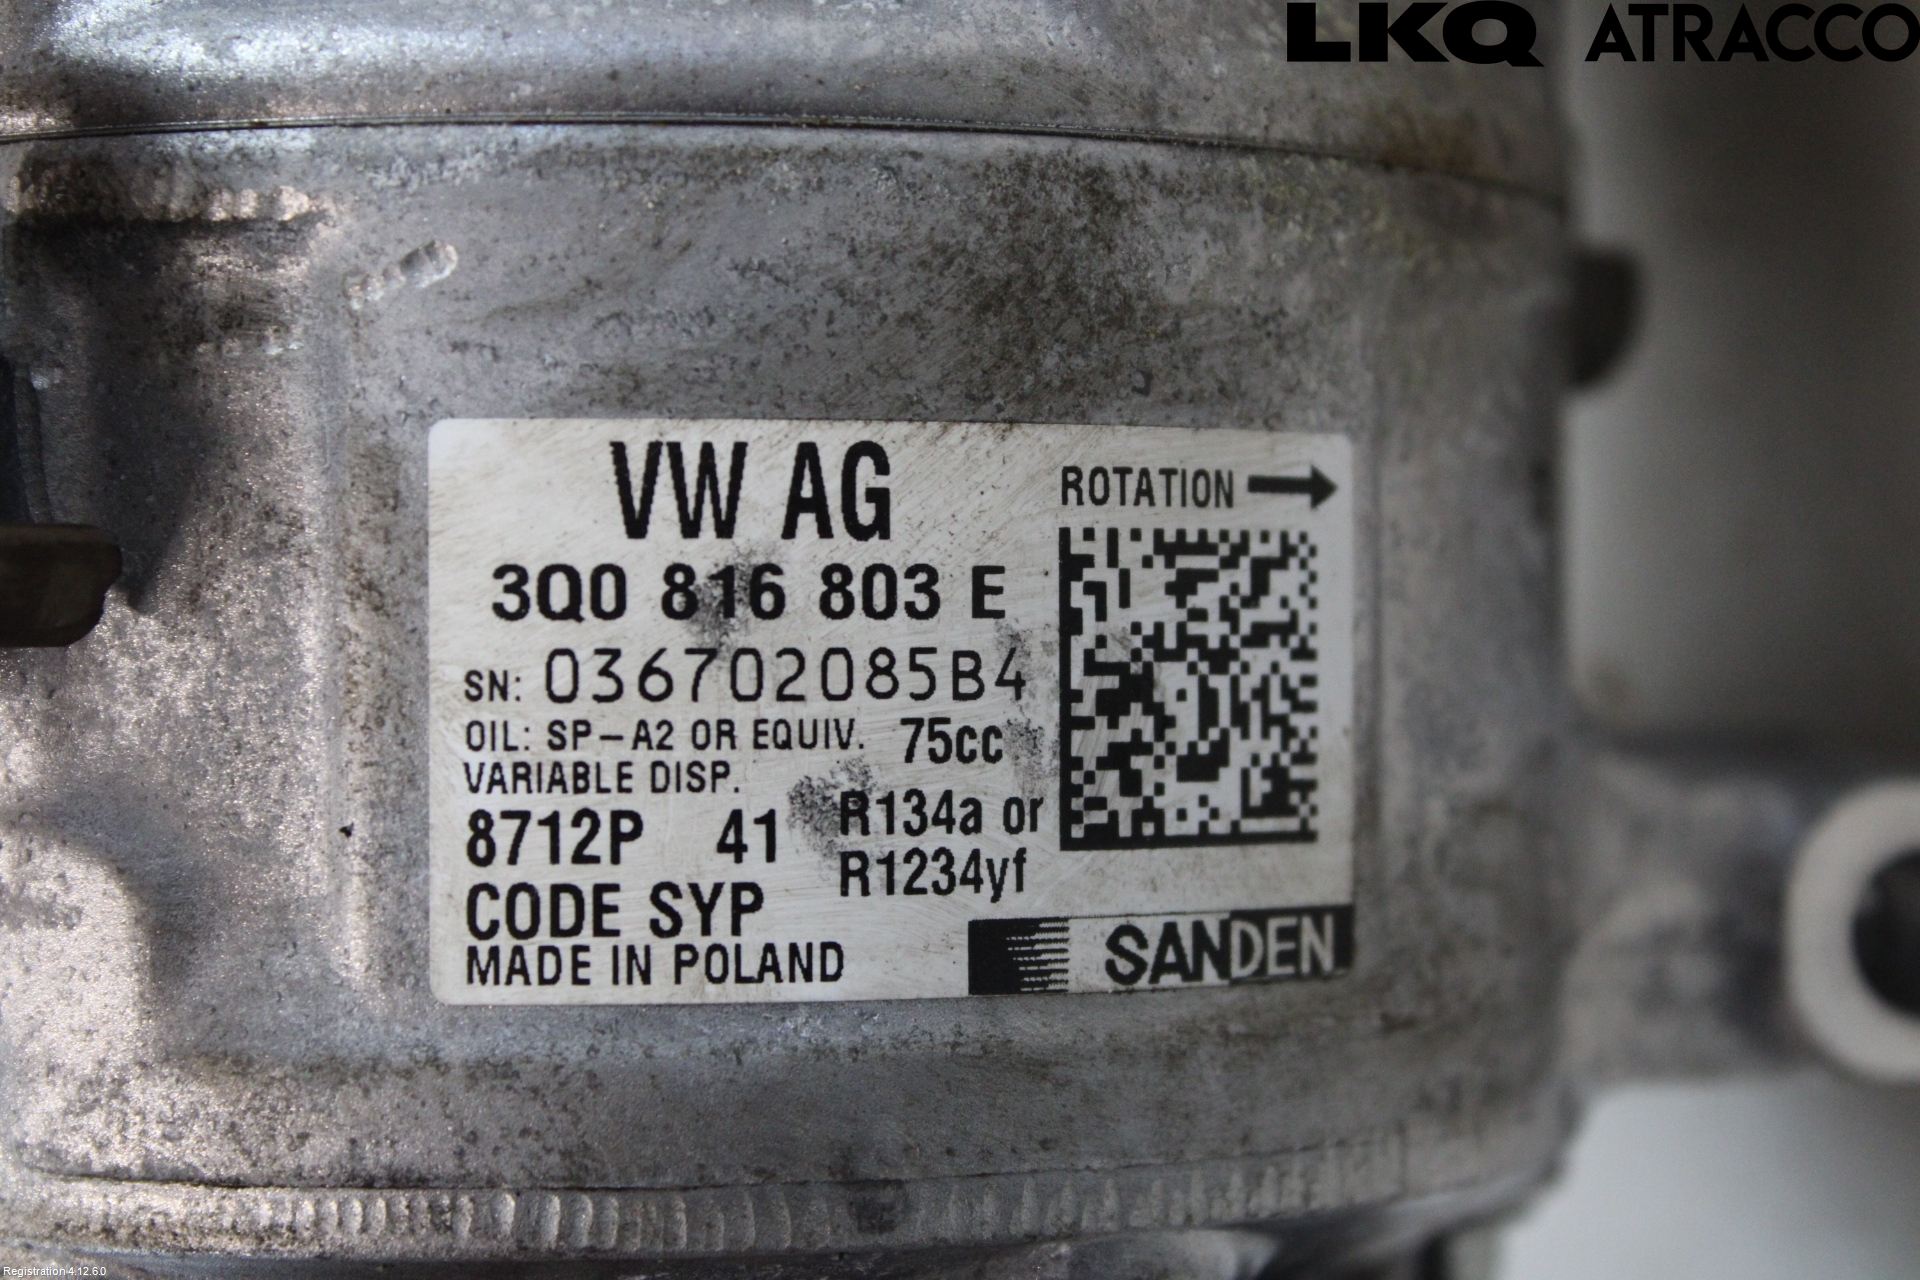 LKQ ATRACCO
VW AG
ROTATION
3Q0 816 803 E
SN: 036702085B4
OIL: SP-A2 OR EQUIV. 75cc
VARIABLE DISP.
8712P 41 R134a or
R1234yf
CODE SYP
MADE IN POLAND
SANDEN
Registration 4.12.6.0